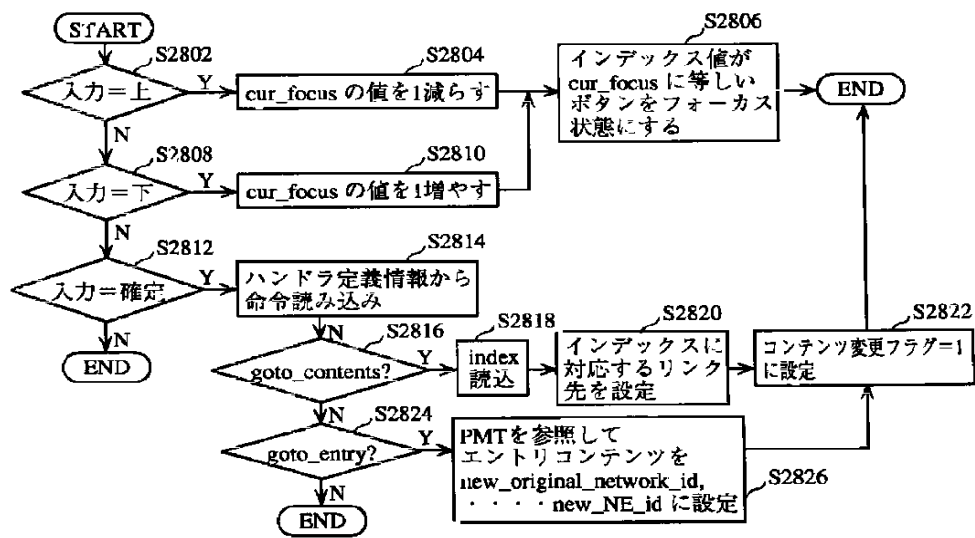 START
S2802
入力=上
Y
S2804
cur_focus の値を1減らす
S2806
インデックス値が
cur_focus に等しい
ボタンをフォーカス
状態にする
END
N
S2808
入力=下
Y
S2810
cur_focus の値を1増やす
N
S2812
入力=確定
Y
S2814
ハンドラ定義情報から
命令読み込み
N
END
N
S2816
goto_contents?
Y
S2818
index
読込
S2820
インデックスに
対応するリンク
先を設定
S2822
コンテンツ変更フラグ=1
に設定
N
S2824
goto_entry?
Y
PMTを参照して
エントリコンテンツを
new_original_network_id,
・・・・new_NE_id に設定
S2826
N
END